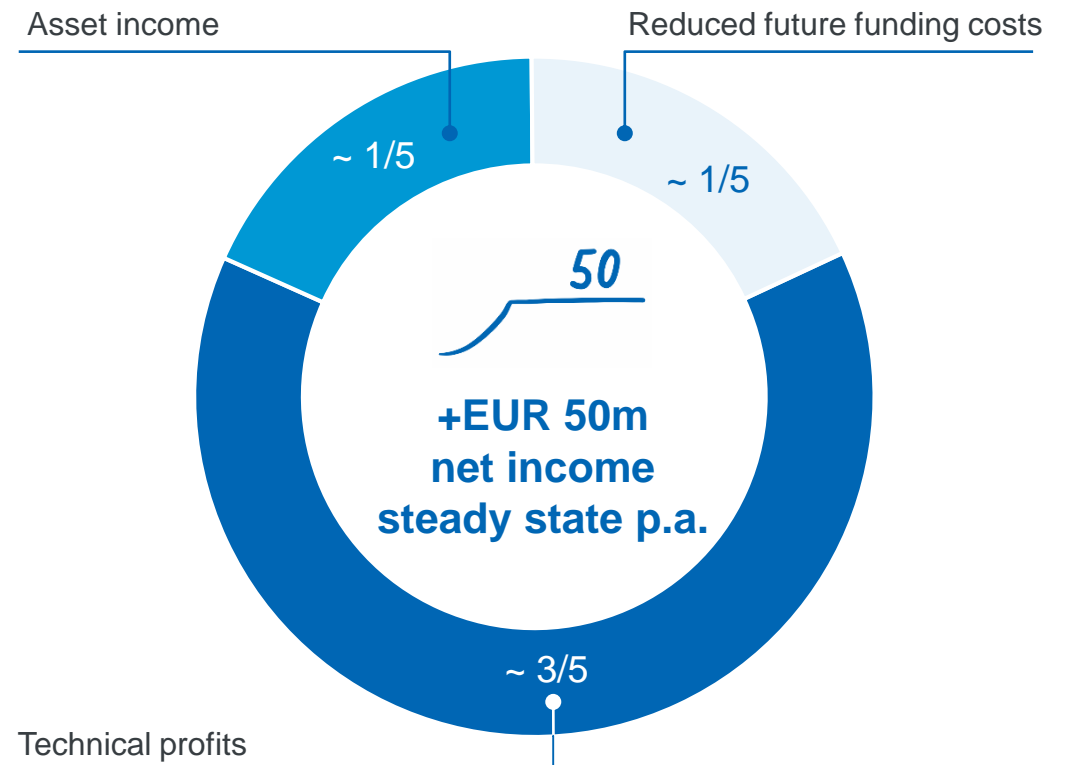 Asset income
Reduced future funding costs
~ 1/5
~ 1/5
50
+EUR 50m
net income
steady state p.a.
~ 3/5
Technical profits